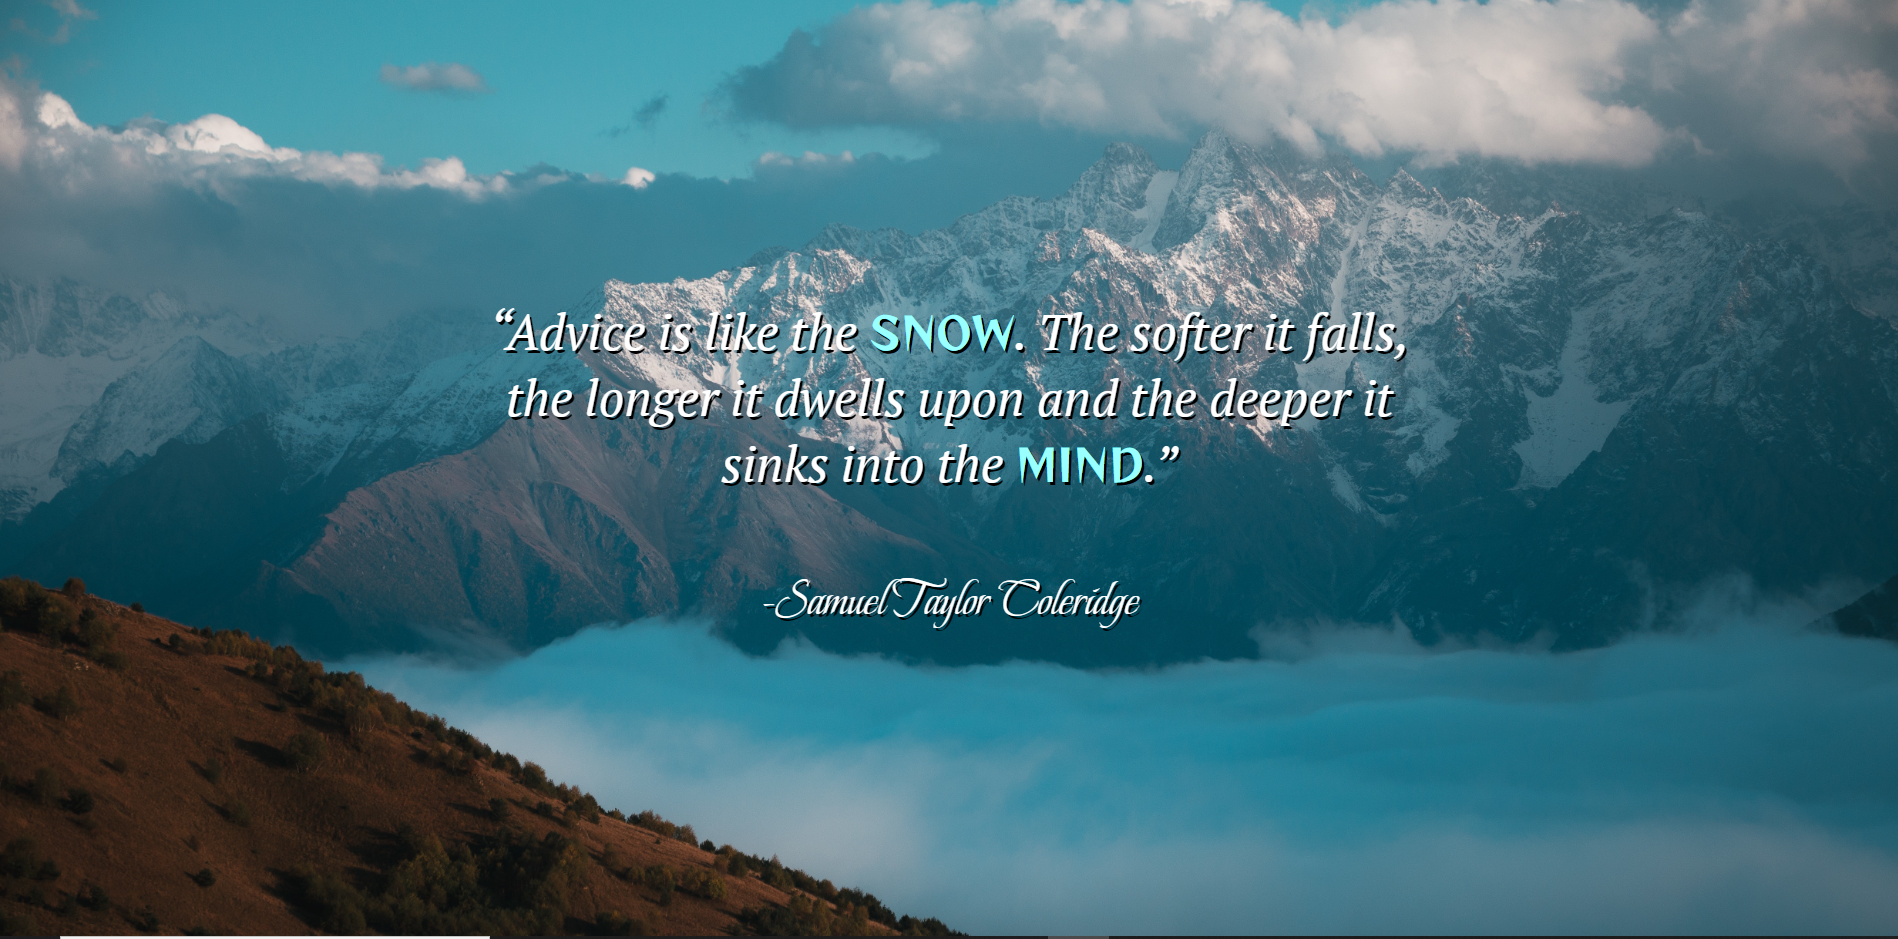 “Advice is like the SNOW. The softer it falls,
the longer it dwells upon and the deeper it
sinks into the MIND.”
-Samuel Taylor Coleridge